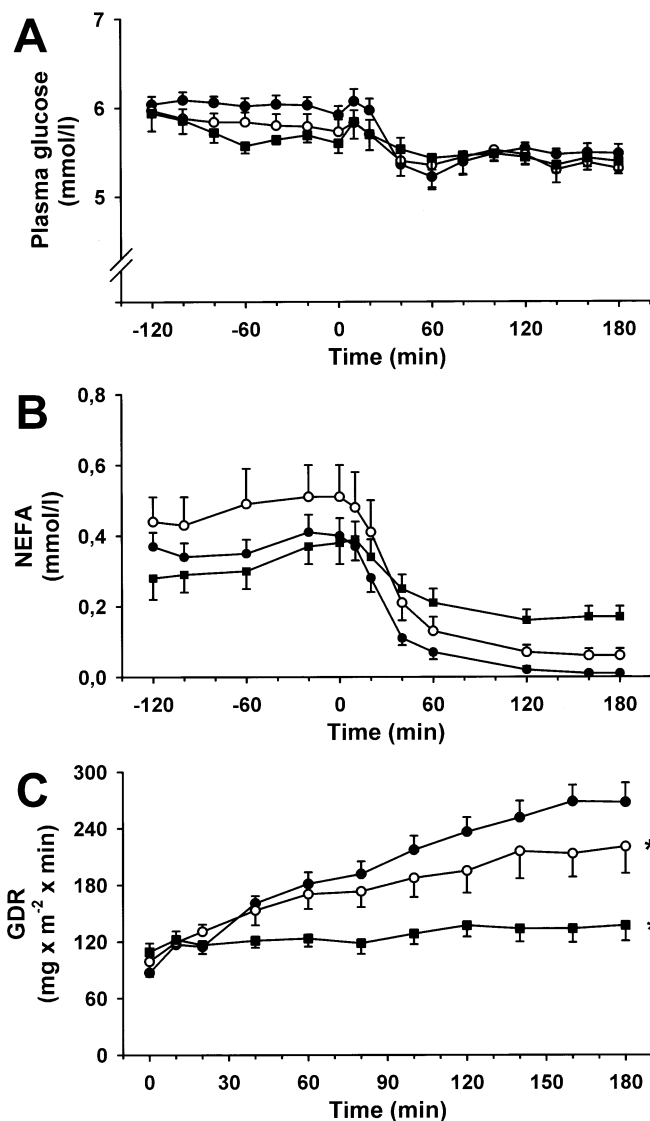 A
Plasma glucose
(mmol/l)
7
6
5
-120 -60 0 60 120 180
Time (min)
B
NEFA
(mmol/l)
0,8
0,6
0,4
0,2
0,0
-120 -60 0 60 120 180
Time (min)
C
GDR
(mg x m-2 x min)
300
240
180
120
60
0
*
*
0 30 60 90 120 150 180
Time (min)